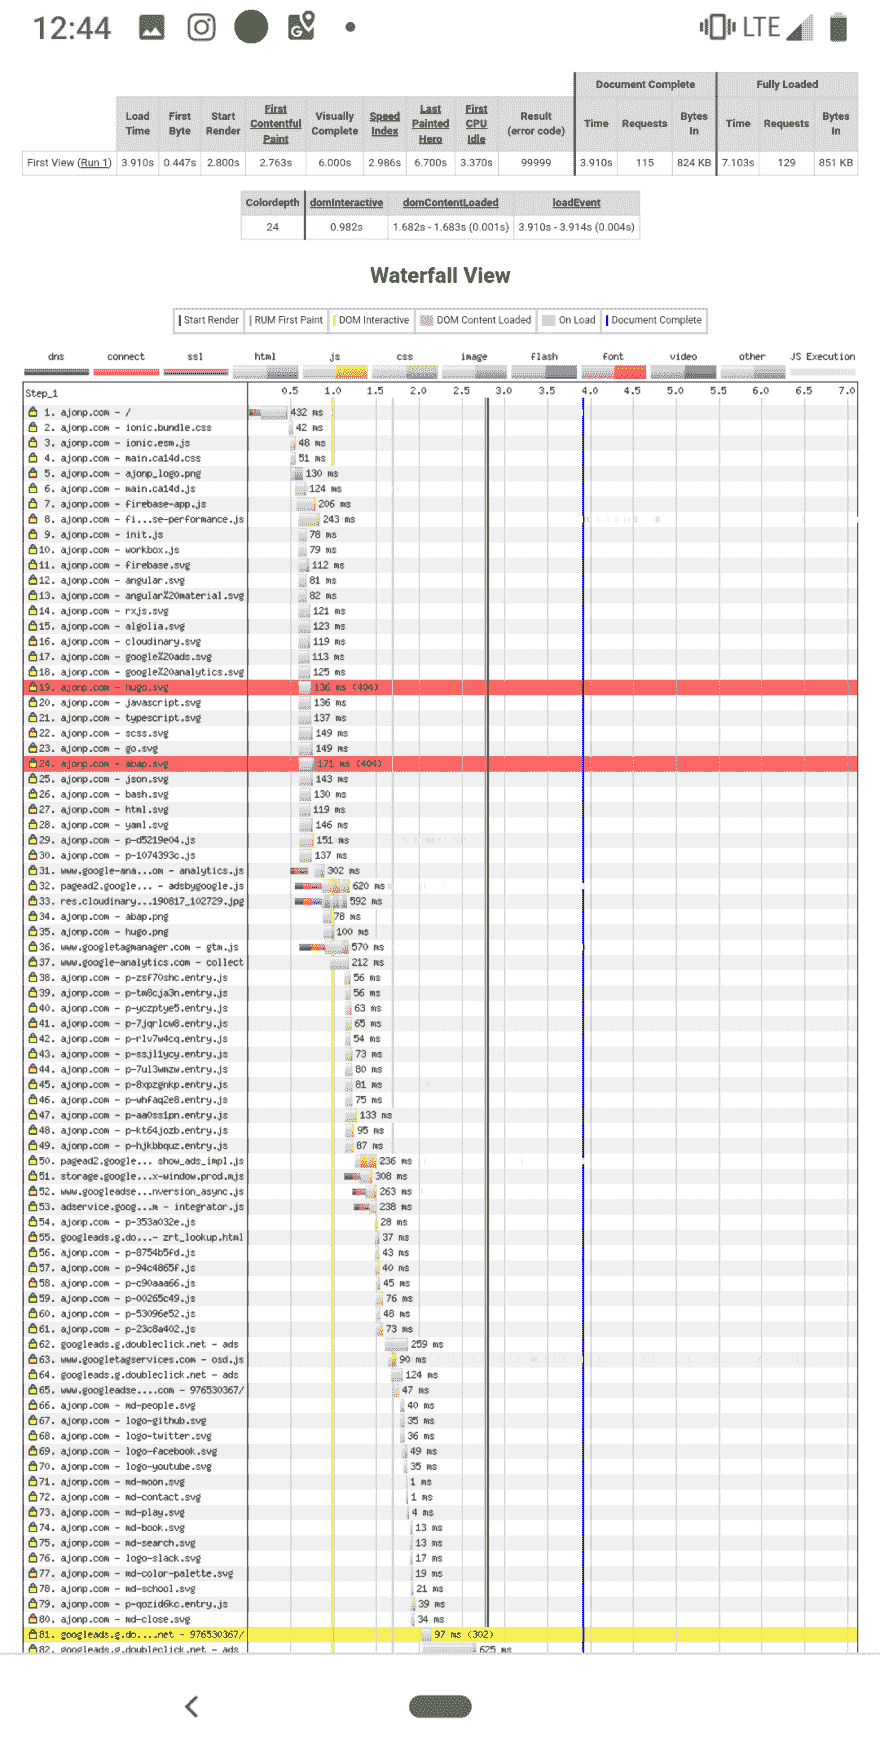 12:44 LTE
Document Complete Fully Loaded
Load Time First Byte Start Render First Contentful Paint Visually Complete Speed Index Last Painted Hero First CPU Idle Result (error code) Time Requests Bytes In Time Requests Bytes In
First View (Run 1) 3.910s 0.447s 2.800s 2.763s 6.000s 2.986s 6.700s 3.370s 99999 3.910s 115 824 KB 7.103s 129 851 KB
Colordepth domInteractive domContentLoaded loadEvent
24 0.982s 1.682s - 1.683s (0.001s) 3.910s - 3.914s (0.004s)
Waterfall View
Start Render RUM First Paint DOM Interactive DOM Content Loaded On Load Document Complete
dns connect ssl html js css image flash font video other JS Execution
Step_1 0.5 1.0 1.5 2.0 2.5 3.0 3.5 4.0 4.5 5.0 5.5 6.0 6.5 7.0
1. ajonp.com - / 432 ms
2. ajonp.com - ionic.bundle.css 42 ms
3. ajonp.com - ionic.esm.js 48 ms
4. ajonp.com - main.ca14d.css 51 ms
5. ajonp.com - ajonp_logo.png 130 ms
6. ajonp.com - main.ca14d.js 124 ms
7. ajonp.com - firebase-app.js 206 ms
8. ajonp.com - fi...se-performance.js 243 ms
9. ajonp.com - init.js 78 ms
10. ajonp.com - workbox.js 79 ms
11. ajonp.com - firebase.svg 112 ms
12. ajonp.com - angular.svg 81 ms
13. ajonp.com - angular%20material.svg 82 ms
14. ajonp.com - rxjs.svg 121 ms
15. ajonp.com - algolia.svg 123 ms
16. ajonp.com - cloudinary.svg 119 ms
17. ajonp.com - google%20ads.svg 113 ms
18. ajonp.com - google%20analytics.svg 125 ms
19. ajonp.com - hugo.svg 136 ms (404)
20. ajonp.com - javascript.svg 136 ms
21. ajonp.com - typescript.svg 137 ms
22. ajonp.com - scss.svg 149 ms
23. ajonp.com - go.svg 149 ms
24. ajonp.com - abap.svg 171 ms (404)
25. ajonp.com - json.svg 143 ms
26. ajonp.com - bash.svg 130 ms
27. ajonp.com - html.svg 119 ms
28. ajonp.com - yaml.svg 146 ms
29. ajonp.com - p-d5219e04.js 151 ms
30. ajonp.com - p-1074393c.js 137 ms
31. www.google-ana...om - analytics.js 302 ms
32. pagead2.google... - adsbygoogle.js 620 ms
33. res.cloudinary...190817_102729.jpg 592 ms
34. ajonp.com - abap.png 78 ms
35. ajonp.com - hugo.png 100 ms
36. www.googletagmanager.com - gtm.js 570 ms
37. www.google-analytics.com - collect 212 ms
38. ajonp.com - p-zsf70shc.entry.js 56 ms
39. ajonp.com - p-tm8cja3n.entry.js 56 ms
40. ajonp.com - p-yczptye5.entry.js 63 ms
41. ajonp.com - p-7jqrlcw8.entry.js 65 ms
42. ajonp.com - p-rlv7w4cq.entry.js 54 ms
43. ajonp.com - p-ssjl1ycy.entry.js 73 ms
44. ajonp.com - p-7ul3wmzw.entry.js 80 ms
45. ajonp.com - p-8xpzgnkp.entry.js 81 ms
46. ajonp.com - p-whfaq2e8.entry.js 75 ms
47. ajonp.com - p-aa0ss1pn.entry.js 133 ms
48. ajonp.com - p-kt64jozb.entry.js 95 ms
49. ajonp.com - p-hjkbbquz.entry.js 87 ms
50. pagead2.google... show_ads_impl.js 236 ms
51. storage.google...x-window.prod.mjs 308 ms
52. www.googleadse...nversion_async.js 263 ms
53. adservice.goog...m - integrator.js 238 ms
54. ajonp.com - p-353a032e.js 28 ms
55. googleads.g.do...- zrt_lookup.html 37 ms
56. ajonp.com - p-8754b5fd.js 43 ms
57. ajonp.com - p-94c4865f.js 40 ms
58. ajonp.com - p-c90aaa66.js 45 ms
59. ajonp.com - p-00265c49.js 76 ms
60. ajonp.com - p-53096e52.js 48 ms
61. ajonp.com - p-23c8a402.js 73 ms
62. googleads.g.doubleclick.net - ads 259 ms
63. www.googletagservices.com - osd.js 90 ms
64. googleads.g.doubleclick.net - ads 124 ms
65. www.googleadse....com - 976530367/ 47 ms
66. ajonp.com - md-people.svg 40 ms
67. ajonp.com - logo-github.svg 35 ms
68. ajonp.com - logo-twitter.svg 36 ms
69. ajonp.com - logo-facebook.svg 49 ms
70. ajonp.com - logo-youtube.svg 35 ms
71. ajonp.com - md-moon.svg 1 ms
72. ajonp.com - md-contact.svg 1 ms
73. ajonp.com - md-play.svg 4 ms
74. ajonp.com - md-book.svg 13 ms
75. ajonp.com - md-search.svg 13 ms
76. ajonp.com - logo-slack.svg 17 ms
77. ajonp.com - md-color-palette.svg 19 ms
78. ajonp.com - md-school.svg 21 ms
79. ajonp.com - p-qozid6kc.entry.js 39 ms
80. ajonp.com - md-close.svg 34 ms
81. googleads.g.do....net - 976530367/ 97 ms (302)
82. googleads.g.doubleclick.net - ads 625 ms